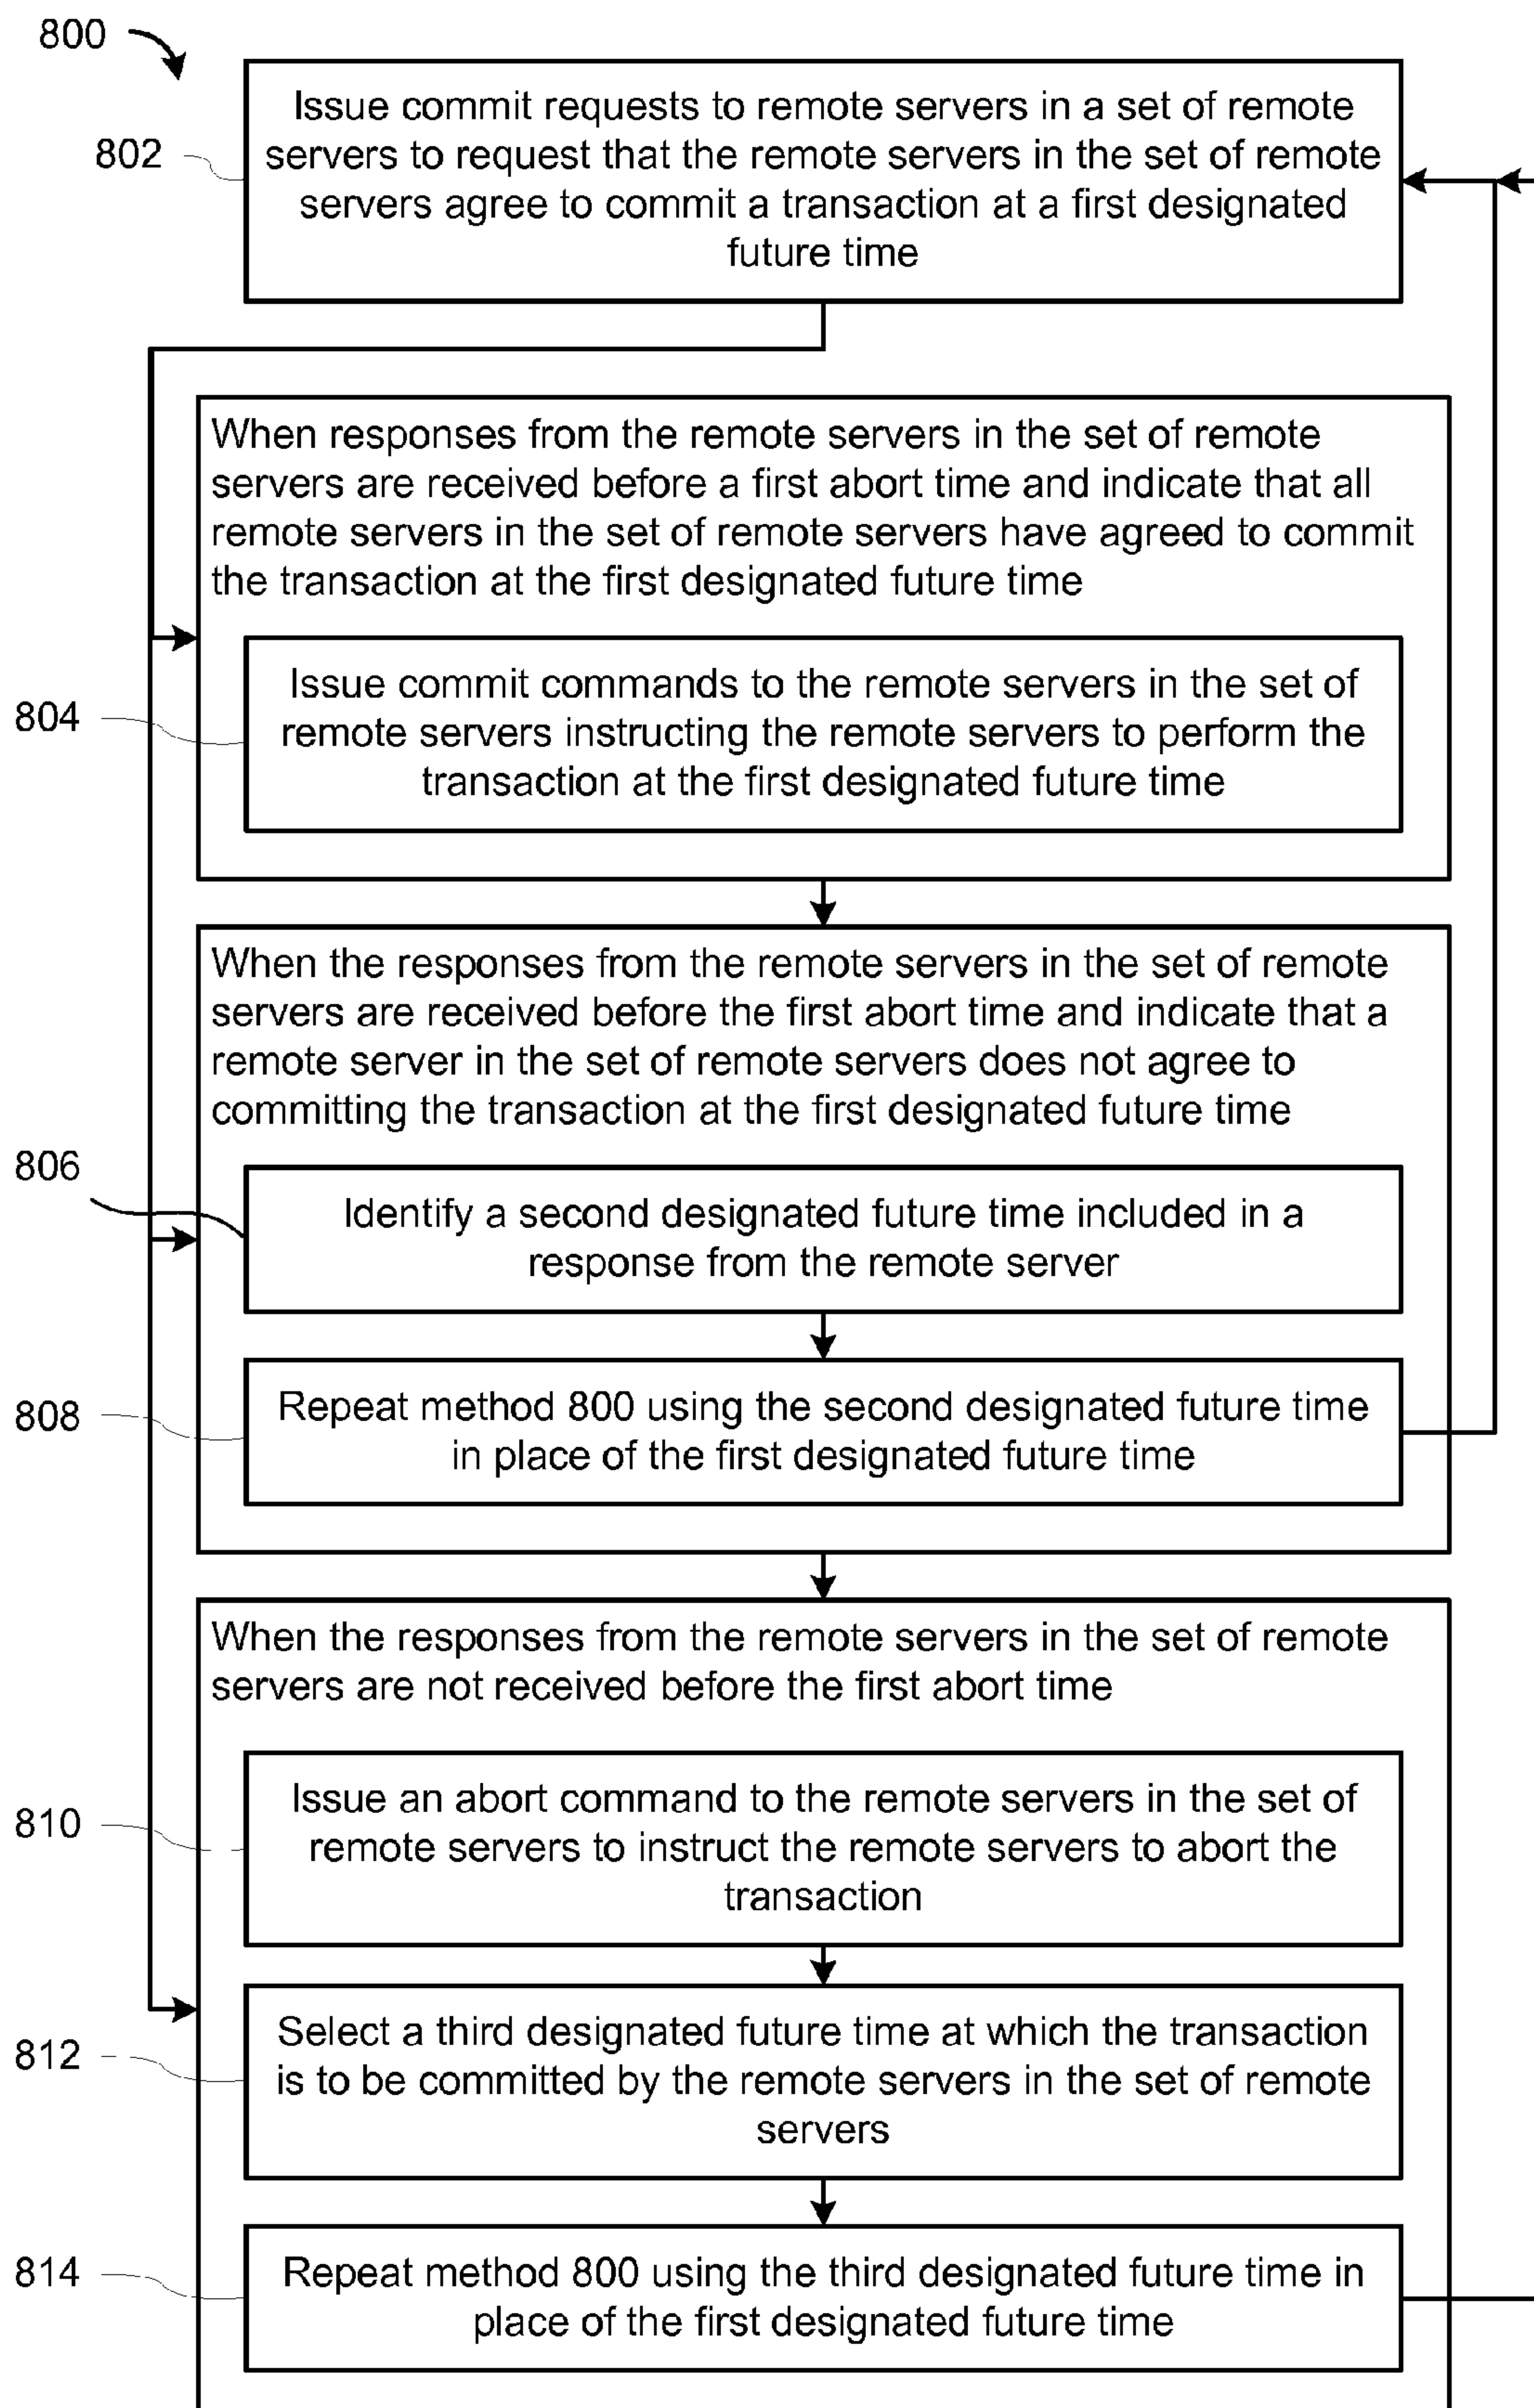 800
802
Issue commit requests to remote servers in a set of remote
servers to request that the remote servers in the set of remote
servers agree to commit a transaction at a first designated
future time
When responses from the remote servers in the set of remote
servers are received before a first abort time and indicate that all
remote servers in the set of remote servers have agreed to commit
the transaction at the first designated future time
804
Issue commit commands to the remote servers in the set of
remote servers instructing the remote servers to perform the
transaction at the first designated future time
When the responses from the remote servers in the set of remote
servers are received before the first abort time and indicate that a
remote server in the set of remote servers does not agree to
committing the transaction at the first designated future time
806
Identify a second designated future time included in a
response from the remote server
808
Repeat method 800 using the second designated future time
in place of the first designated future time
When the responses from the remote servers in the set of remote
servers are not received before the first abort time
810
Issue an abort command to the remote servers in the set of
remote servers to instruct the remote servers to abort the
transaction
812
Select a third designated future time at which the transaction
is to be committed by the remote servers in the set of remote
servers
814
Repeat method 800 using the third designated future time in
place of the first designated future time